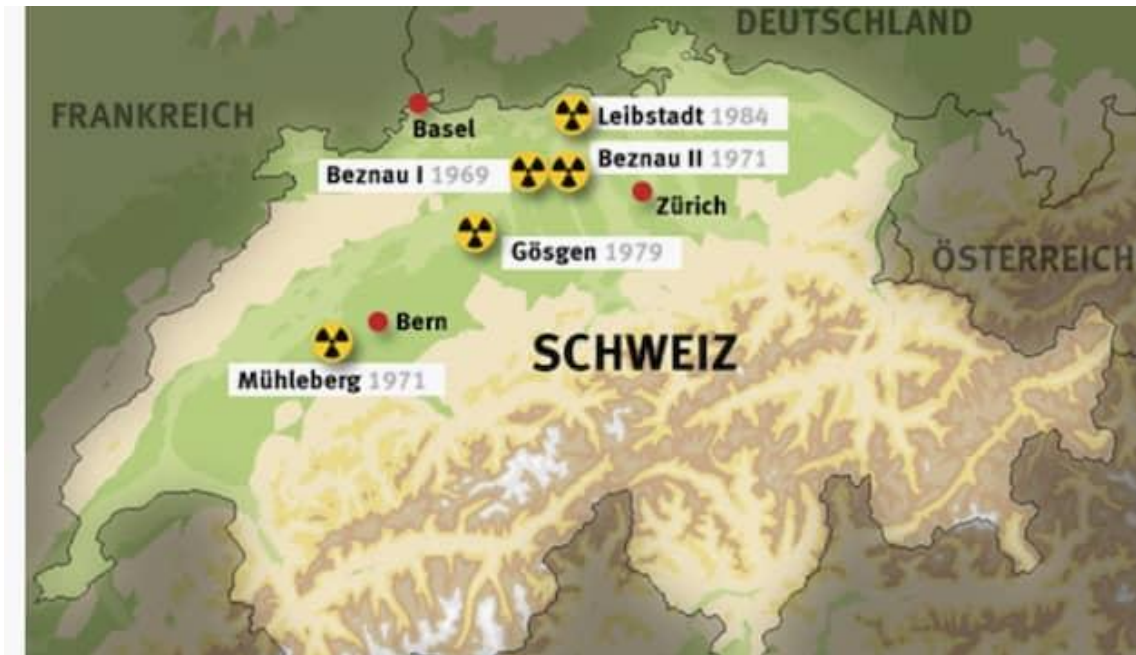 DEUTSCHLAND
FRANKREICH
Basel
Leibstadt 1984
Beznau I 1969
Beznau II 1971
Zürich
Gösgen 1979
ÖSTERREICH
Bern
SCHWEIZ
Mühleberg 1971